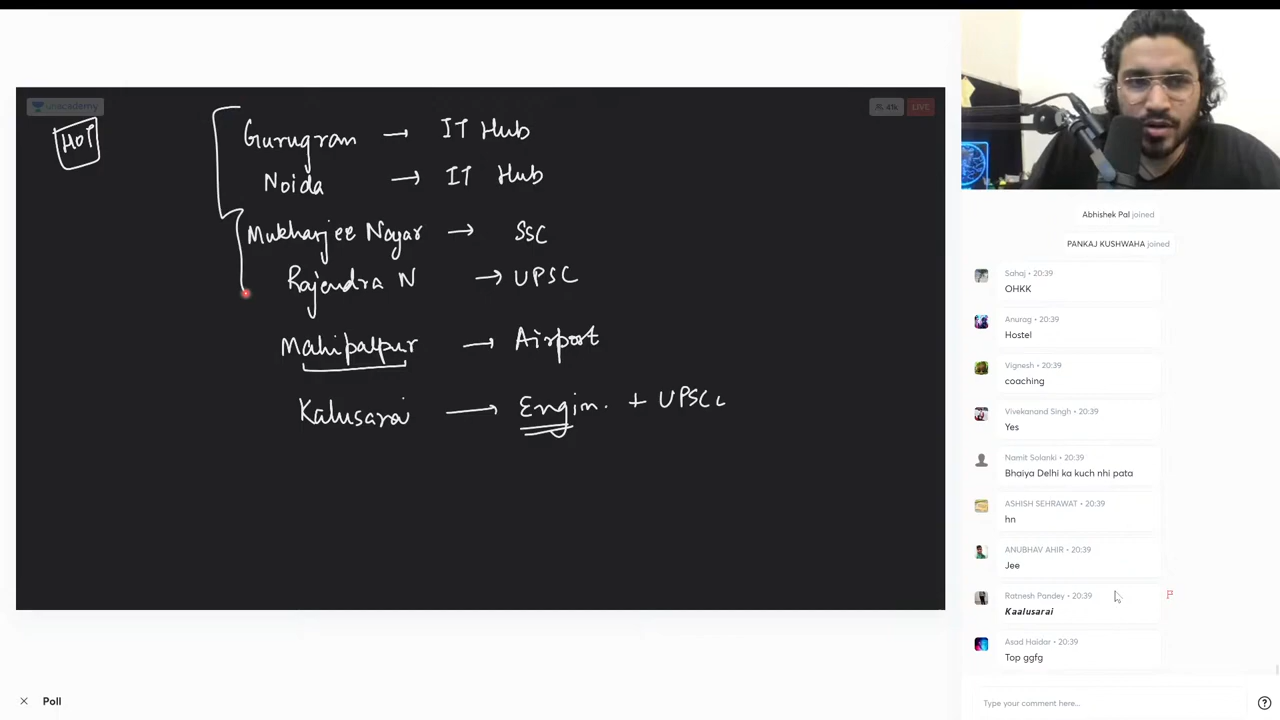 unacademy
41k
LIVE
HOT
Gurugram → IT Hub
Noida → IT Hub
Mukharjee Nagar → SSC
Rajendra N → UPSC
Mahipalpur → Airport
Kalusarai → Engin. + UPSC
Abhishek Pal joined
PANKAJ KUSHWAHA joined
Sahaj • 20:39
OHKK
Anurag • 20:39
Hostel
Vignesh • 20:39
coaching
Vivekanand Singh • 20:39
Yes
Namit Solanki • 20:39
Bhaiya Delhi ka kuch nhi pata
ASHISH SEHRAWAT • 20:39
hn
ANUBHAV AHIR • 20:39
Jee
Ratnesh Pandey • 20:39
Kaalusarai
Asad Haidar • 20:39
Top ggfg
Type your comment here...
Poll